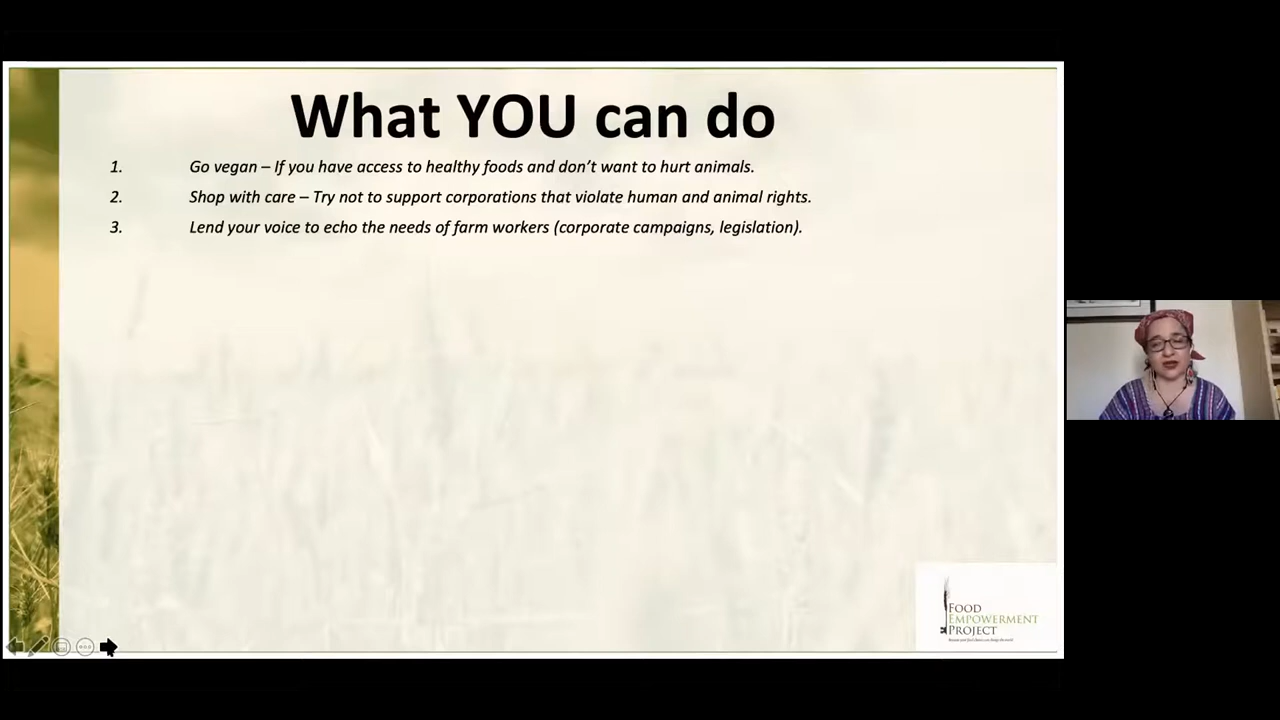 What YOU can do
1. Go vegan – If you have access to healthy foods and don’t want to hurt animals.
2. Shop with care – Try not to support corporations that violate human and animal rights.
3. Lend your voice to echo the needs of farm workers (corporate campaigns, legislation).
FOOD
EMPOWERMENT
PROJECT